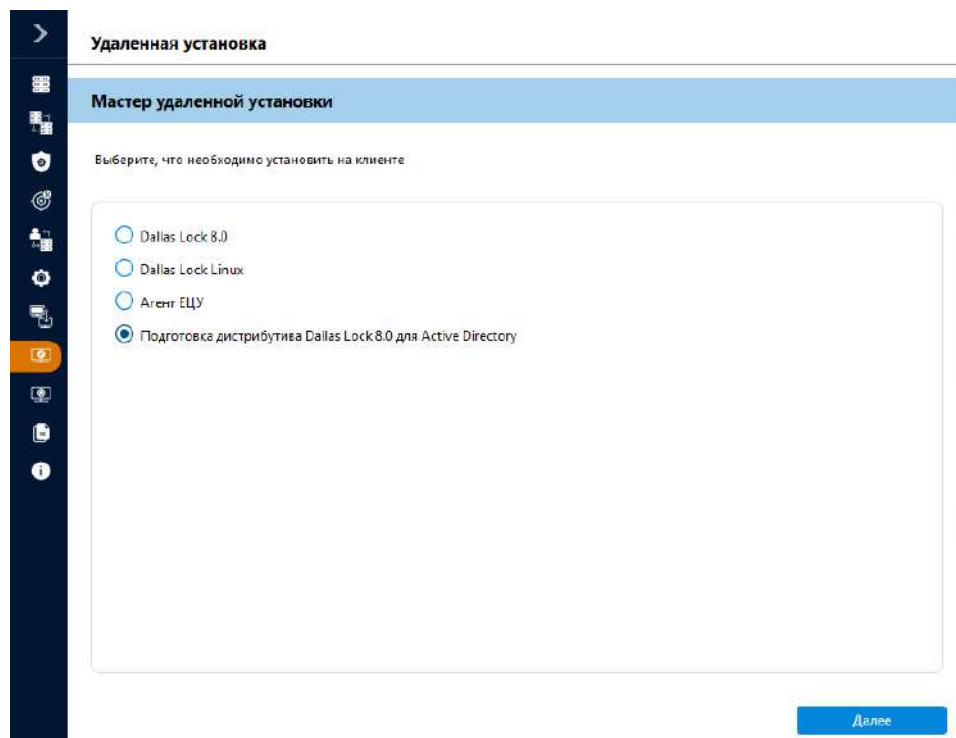 Удаленная установка
Мастер удаленной установки
Выберите, что необходимо установить на клиенте
Dallas Lock 8.0
Dallas Lock Linux
Агент ЕЦУ
Подготовка дистрибутива Dallas Lock 8.0 для Active Directory
Далее